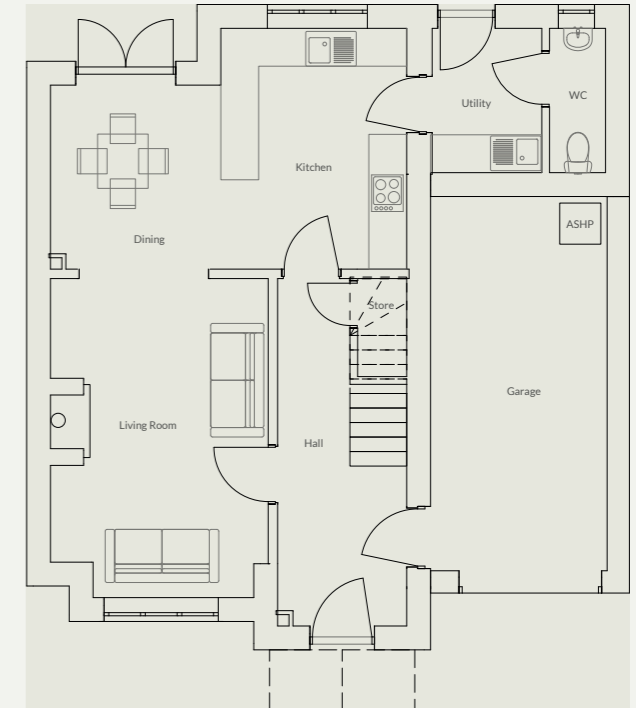 WC
Utility
Kitchen
ASHP
Dining
Store
Garage
Living Room
Hall